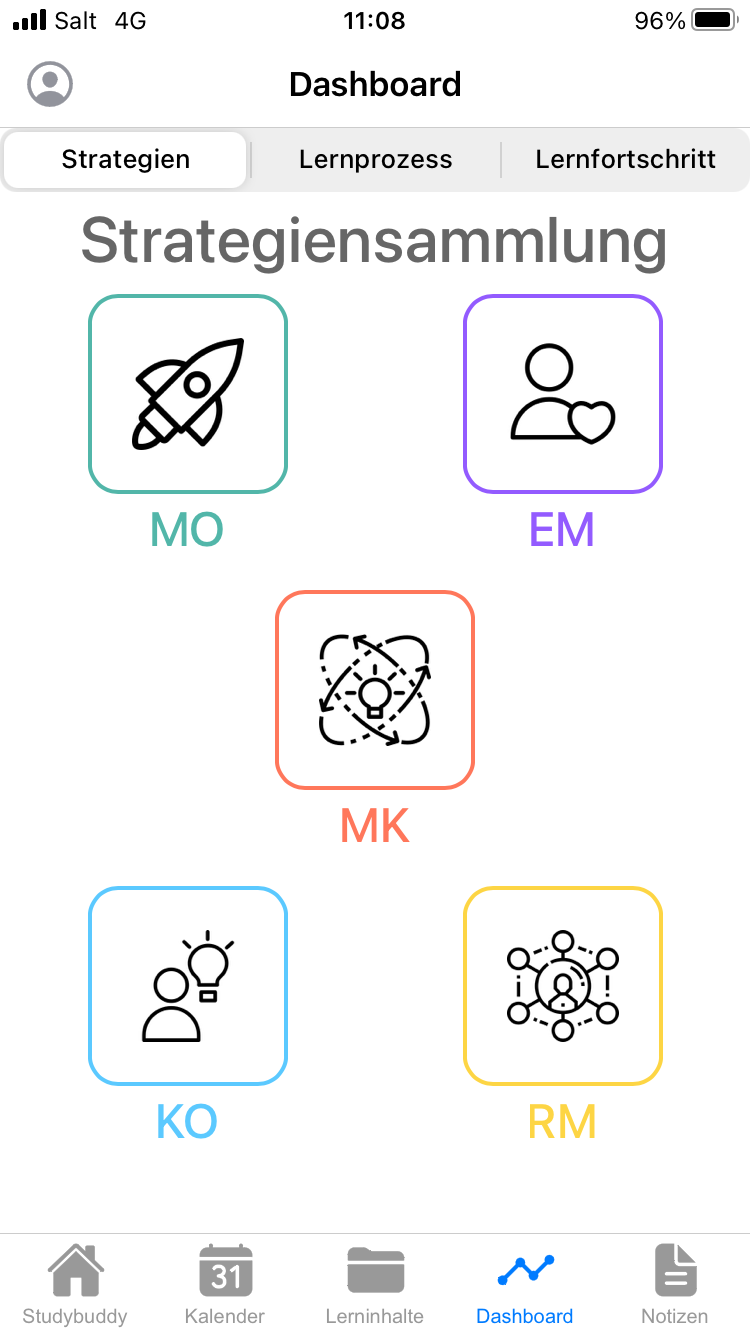 Salt 4G 11:08 96%
Dashboard
Strategien Lernprozess Lernfortschritt
Strategiensammlung
MO EM
MK
KO RM
31
Studybuddy Kalender Lerninhalte Dashboard Notizen